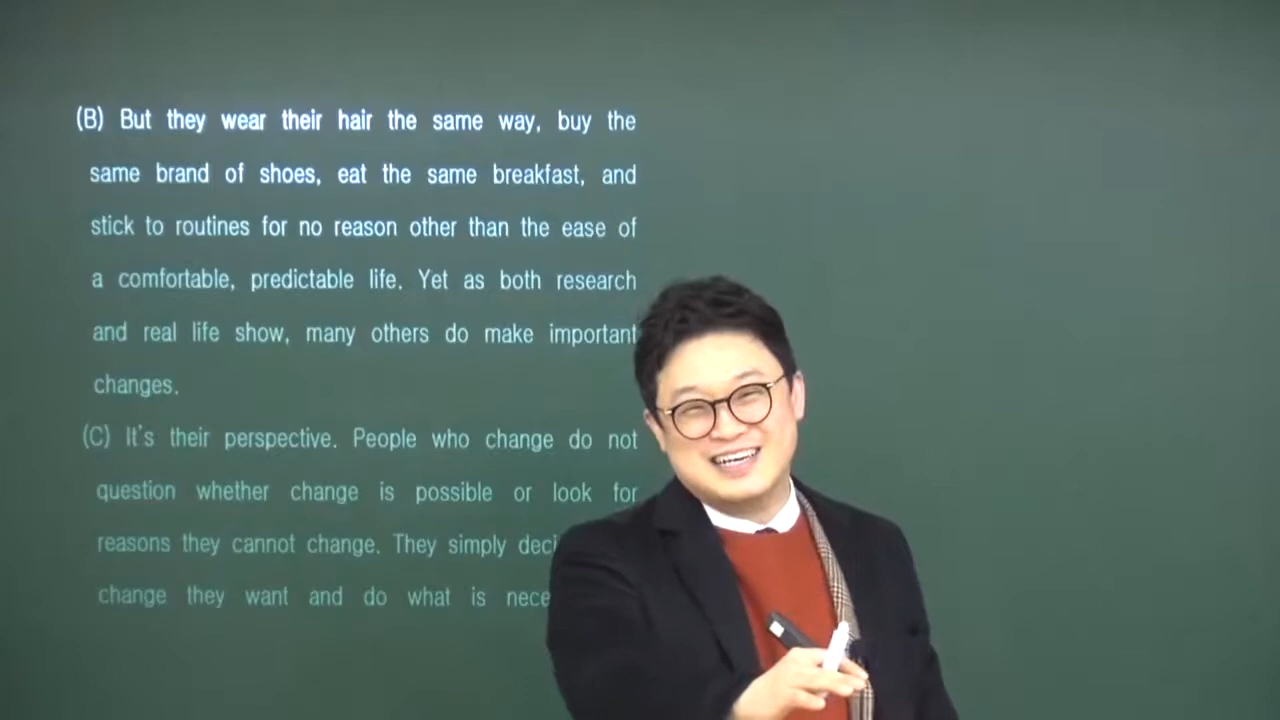 (B) But they wear their hair the same way, buy the
same brand of shoes, eat the same breakfast, and
stick to routines for no reason other than the ease of
a comfortable, predictable life. Yet as both research
and real life show, many others do make important
changes.
(C) It's their perspective. People who change do not
question whether change is possible or look for
reasons they cannot change. They simply
change they want and do what is